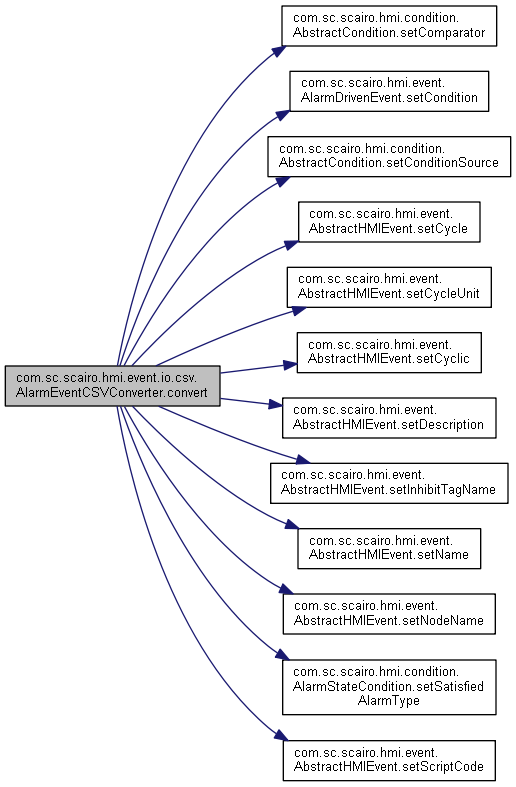 com.sc.scairo.hmi.condition.
AbstractCondition.setComparator
com.sc.scairo.hmi.event.
AlarmDrivenEvent.setCondition
com.sc.scairo.hmi.condition.
AbstractCondition.setConditionSource
com.sc.scairo.hmi.event.
AbstractHMIEvent.setCycle
com.sc.scairo.hmi.event.
AbstractHMIEvent.setCycleUnit
com.sc.scairo.hmi.event.
AbstractHMIEvent.setCyclic
com.sc.scairo.hmi.event.io.csv.
AlarmEventCSVConverter.convert
com.sc.scairo.hmi.event.
AbstractHMIEvent.setDescription
com.sc.scairo.hmi.event.
AbstractHMIEvent.setInhibitTagName
com.sc.scairo.hmi.event.
AbstractHMIEvent.setName
com.sc.scairo.hmi.event.
AbstractHMIEvent.setNodeName
com.sc.scairo.hmi.condition.
AlarmStateCondition.setSatisfied
AlarmType
com.sc.scairo.hmi.event.
AbstractHMIEvent.setScriptCode